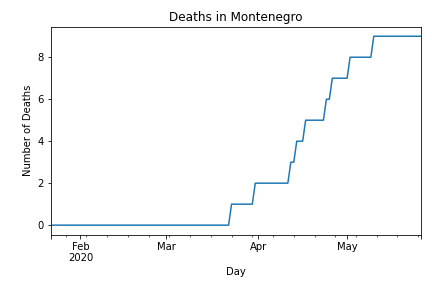 Deaths in Montenegro
Number of Deaths
8
6
4
2
0
Feb
2020
Mar
Apr
May
Day